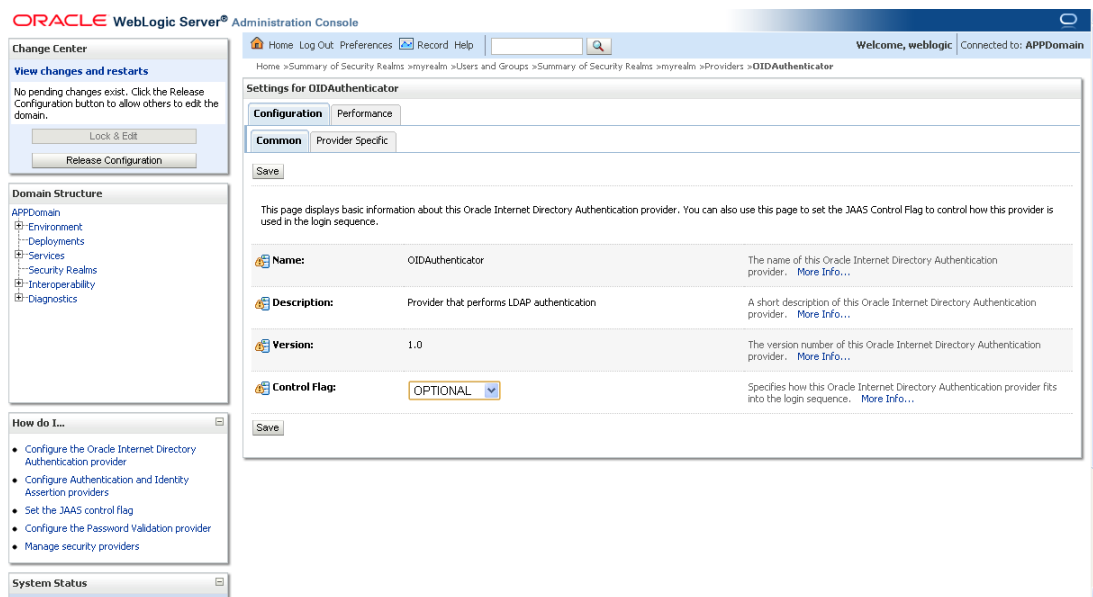 ORACLE WebLogic Server® Administration Console
Change Center
View changes and restarts
No pending changes exist. Click the Release
Configuration button to allow others to edit the
domain.
Lock & Edit
Release Configuration
Domain Structure
APPDomain
Environment
Deployments
Services
Security Realms
Interoperability
Diagnostics
How do I...
Configure the Oracle Internet Directory
Authentication provider
Configure Authentication and Identity
Assertion providers
Set the JAAS control flag
Configure the Password Validation provider
Manage security providers
System Status
Home Log Out Preferences Record Help
Welcome, weblogic Connected to: APPDomain
Home >Summary of Security Realms >myrealm >Users and Groups >Summary of Security Realms >myrealm >Providers >OIDAuthenticator
Settings for OIDAuthenticator
Configuration Performance
Common Provider Specific
Save
This page displays basic information about this Oracle Internet Directory Authentication provider. You can also use this page to set the JAAS Control Flag to control how this provider is
used in the login sequence.
Name: OIDAuthenticator The name of this Oracle Internet Directory Authentication
provider. More Info...
Description: Provider that performs LDAP authentication A short description of this Oracle Internet Directory Authentication
provider. More Info...
Version: 1.0 The version number of this Oracle Internet Directory Authentication
provider. More Info...
Control Flag: OPTIONAL Specifies how this Oracle Internet Directory Authentication provider fits
into the login sequence. More Info...
Save